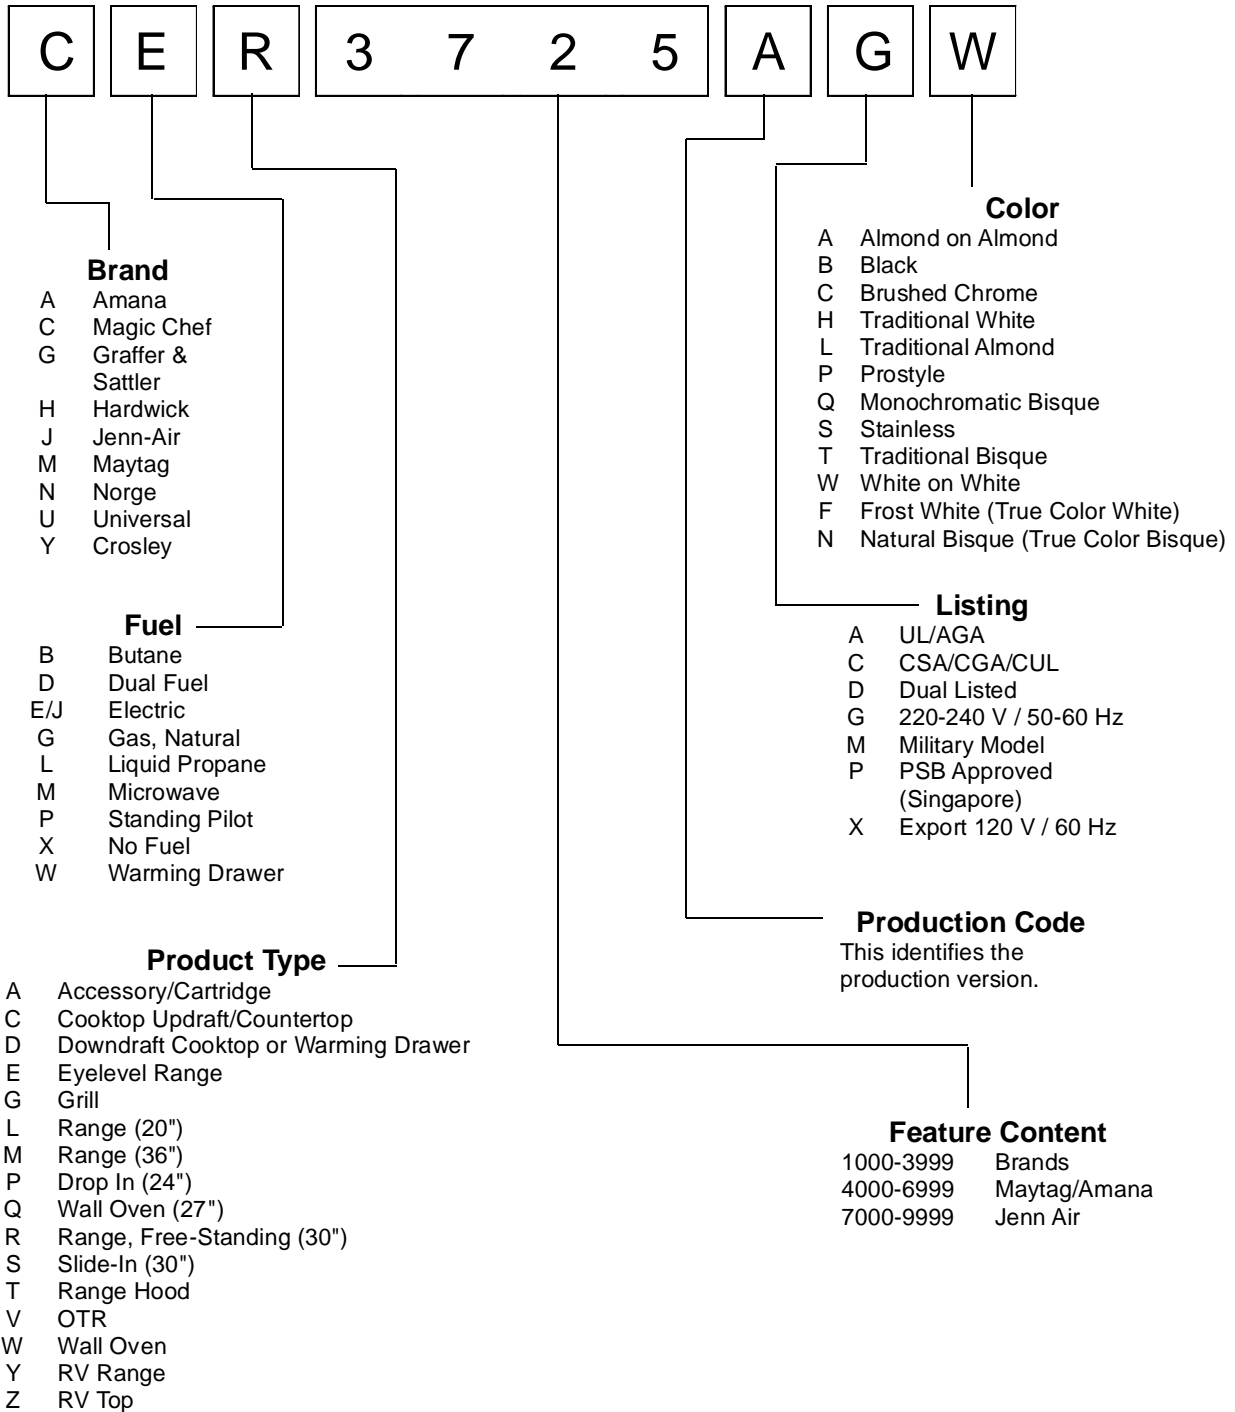 C E R 3 7 2 5 A G W
Brand
A Amana
C Magic Chef
G Graffer &
Sattler
H Hardwick
J Jenn-Air
M Maytag
N Norge
U Universal
Y Crosley
Fuel
B Butane
D Dual Fuel
E/J Electric
G Gas, Natural
L Liquid Propane
M Microwave
P Standing Pilot
X No Fuel
W Warming Drawer
Product Type
A Accessory/Cartridge
C Cooktop Updraft/Countertop
D Downdraft Cooktop or Warming Drawer
E Eyelevel Range
G Grill
L Range (20")
M Range (36")
P Drop In (24")
Q Wall Oven (27")
R Range, Free-Standing (30")
S Slide-In (30")
T Range Hood
V OTR
W Wall Oven
Y RV Range
Z RV Top
Color
A Almond on Almond
B Black
C Brushed Chrome
H Traditional White
L Traditional Almond
P Prostyle
Q Monochromatic Bisque
S Stainless
T Traditional Bisque
W White on White
F Frost White (True Color White)
N Natural Bisque (True Color Bisque)
Listing
A UL/AGA
C CSA/CGA/CUL
D Dual Listed
G 220-240 V / 50-60 Hz
M Military Model
P PSB Approved
(Singapore)
X Export 120 V / 60 Hz
Production Code
This identifies the
production version.
Feature Content
1000-3999 Brands
4000-6999 Maytag/Amana
7000-9999 Jenn Air